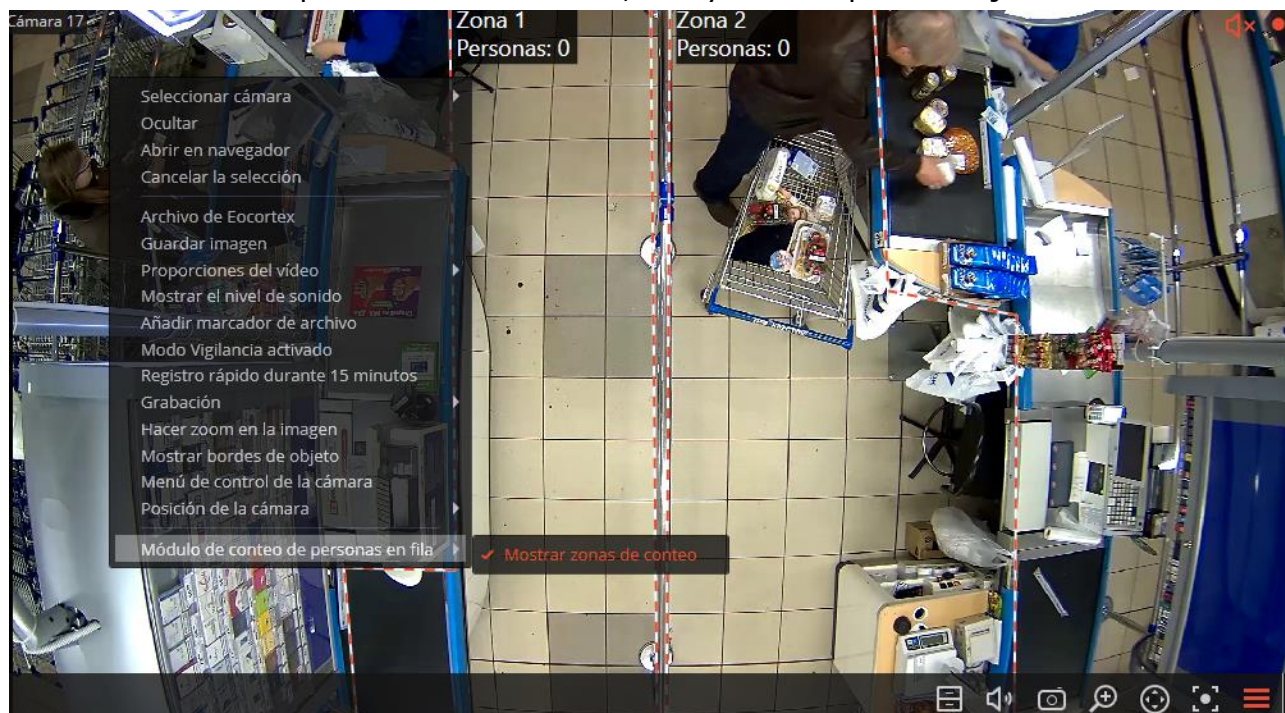 Cámara 17
Zona 1
Personas: 0
Zona 2
Personas: 0
Seleccionar cámara
Ocultar
Abrir en navegador
Cancelar la selección
Archivo de Eocortex
Guardar imagen
Proporciones del vídeo
Mostrar el nivel de sonido
Añadir marcador de archivo
Modo Vigilancia activado
Registro rápido durante 15 minutos
Grabación
Hacer zoom en la imagen
Mostrar bordes de objeto
Menú de control de la cámara
Posición de la cámara
Módulo de conteo de personas en fila
Mostrar zonas de conteo